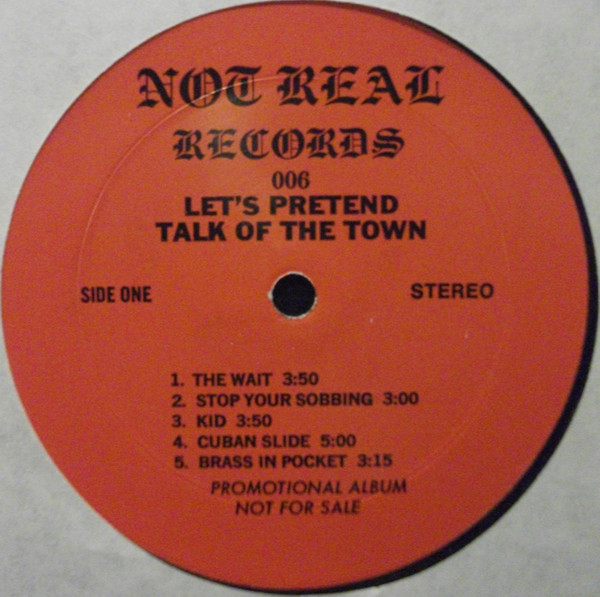 NOT REAL
RECORDS
006
LET'S PRETEND
TALK OF THE TOWN
SIDE ONE
STEREO
1. THE WAIT 3:50
2. STOP YOUR SOBBING 3:00
3. KID 3:50
4. CUBAN SLIDE 5:00
5. BRASS IN POCKET 3:15
PROMOTIONAL ALBUM
NOT FOR SALE